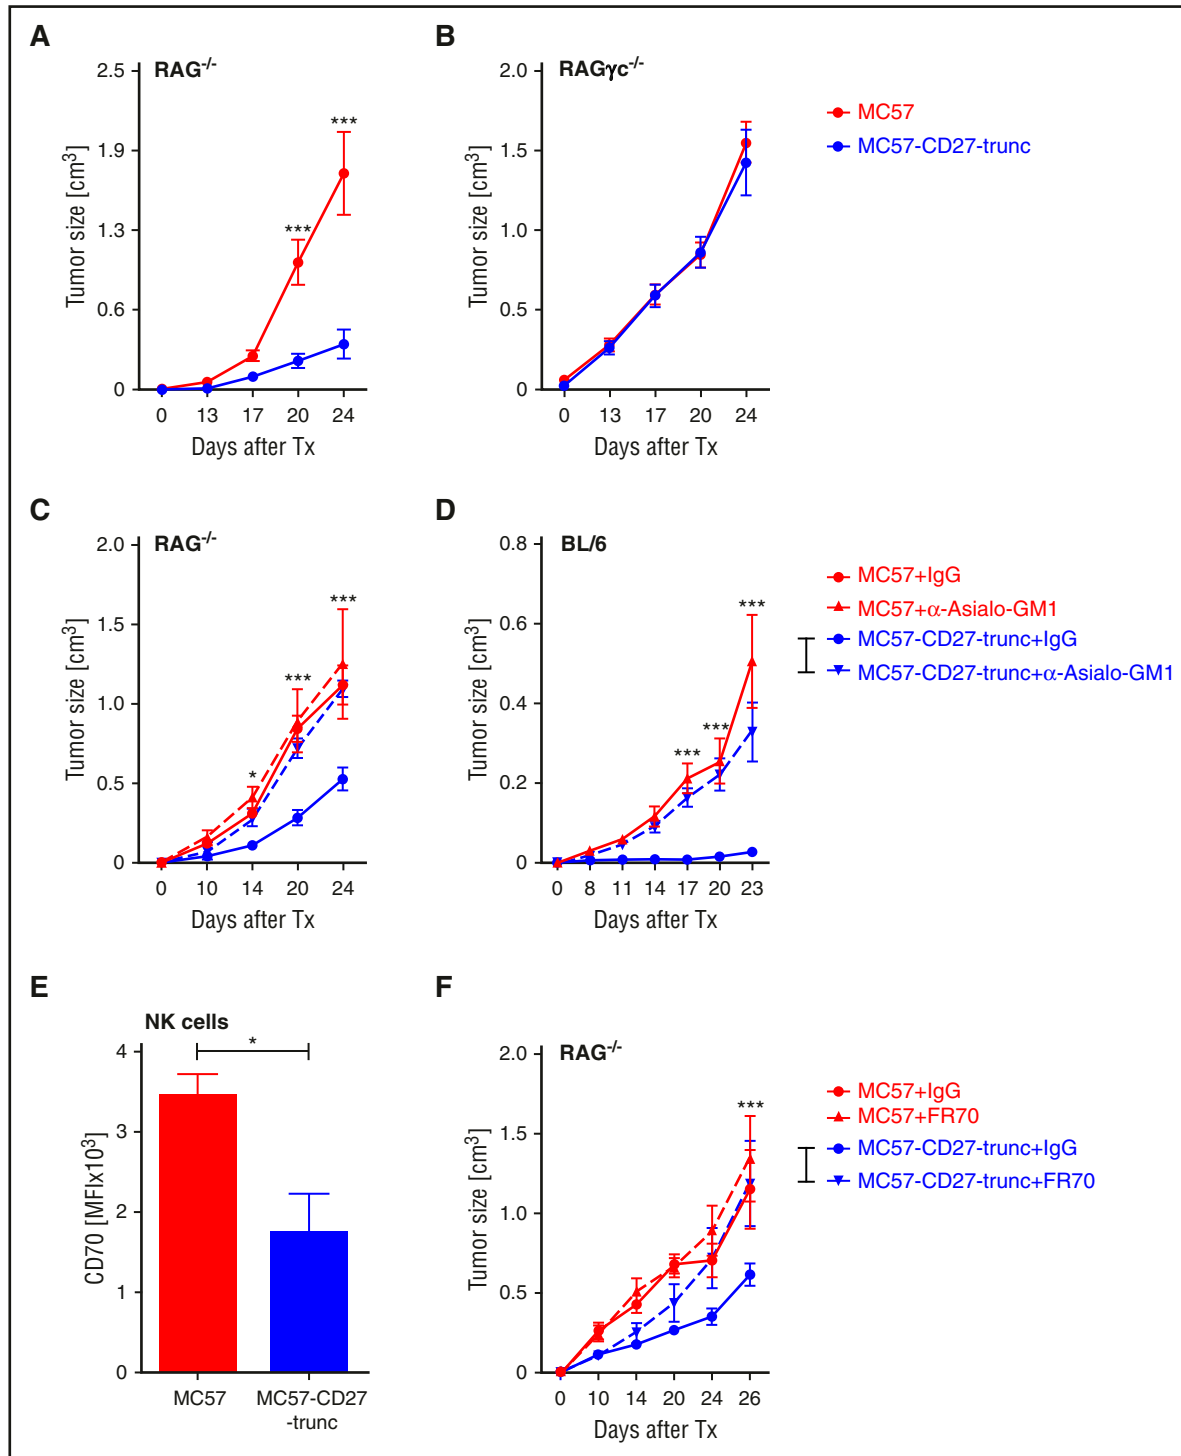 A
RAG-/-
2.5
1.9
1.3
0.6
0
Tumor size [cm3]
***
***
0 13 17 20 24
Days after Tx
B
RAGγc-/-
2.0
1.5
1.0
0.5
0
Tumor size [cm3]
0 13 17 20 24
Days after Tx
MC57
MC57-CD27-trunc
C
RAG-/-
2.0
1.5
1.0
0.5
0
Tumor size [cm3]
*
***
***
0 10 14 20 24
Days after Tx
D
BL/6
0.8
0.6
0.4
0.2
0
Tumor size [cm3]
***
***
***
0 8 11 14 17 20 23
Days after Tx
MC57+IgG
MC57+α-Asialo-GM1
MC57-CD27-trunc+IgG
MC57-CD27-trunc+α-Asialo-GM1
E
NK cells
*
4
3
2
1
0
CD70 [MFIx103]
MC57
MC57-CD27
-trunc
F
RAG-/-
2.0
1.5
1.0
0.5
0
Tumor size [cm3]
***
0 10 14 20 24 26
Days after Tx
MC57+IgG
MC57+FR70
MC57-CD27-trunc+IgG
MC57-CD27-trunc+FR70